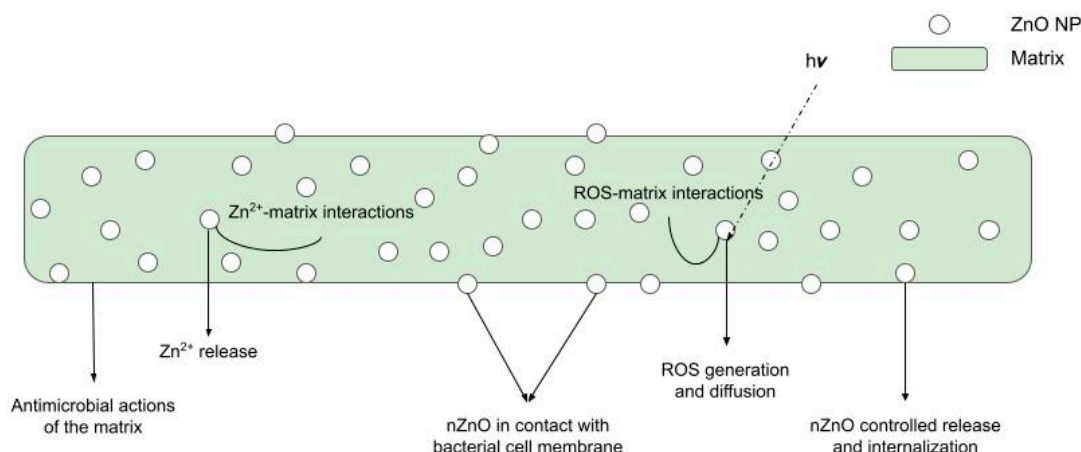 ZnO NP
Matrix
hν
ROS-matrix interactions
Zn²⁺-matrix interactions
Zn²⁺ release
ROS generation
and diffusion
Antimicrobial actions
of the matrix
nZnO in contact with
bacterial cell membrane
nZnO controlled release
and internalization